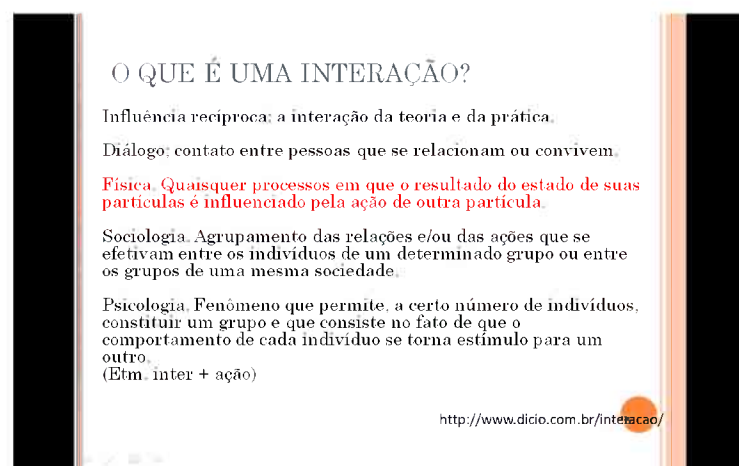 O QUE É UMA INTERAÇÃO?
Influência recíproca: a interação da teoria e da prática.
Diálogo; contato entre pessoas que se relacionam ou convivem.
Física. Quaisquer processos em que o resultado do estado de suas
partículas é influenciado pela ação de outra partícula.
Sociologia. Agrupamento das relações e/ou das ações que se
efetivam entre os indivíduos de um determinado grupo ou entre
os grupos de uma mesma sociedade.
Psicologia. Fenômeno que permite, a certo número de indivíduos,
constituir um grupo e que consiste no fato de que o
comportamento de cada indivíduo se torna estímulo para um
outro.
(Etm. inter + ação)
http://www.dicio.com.br/interacao/